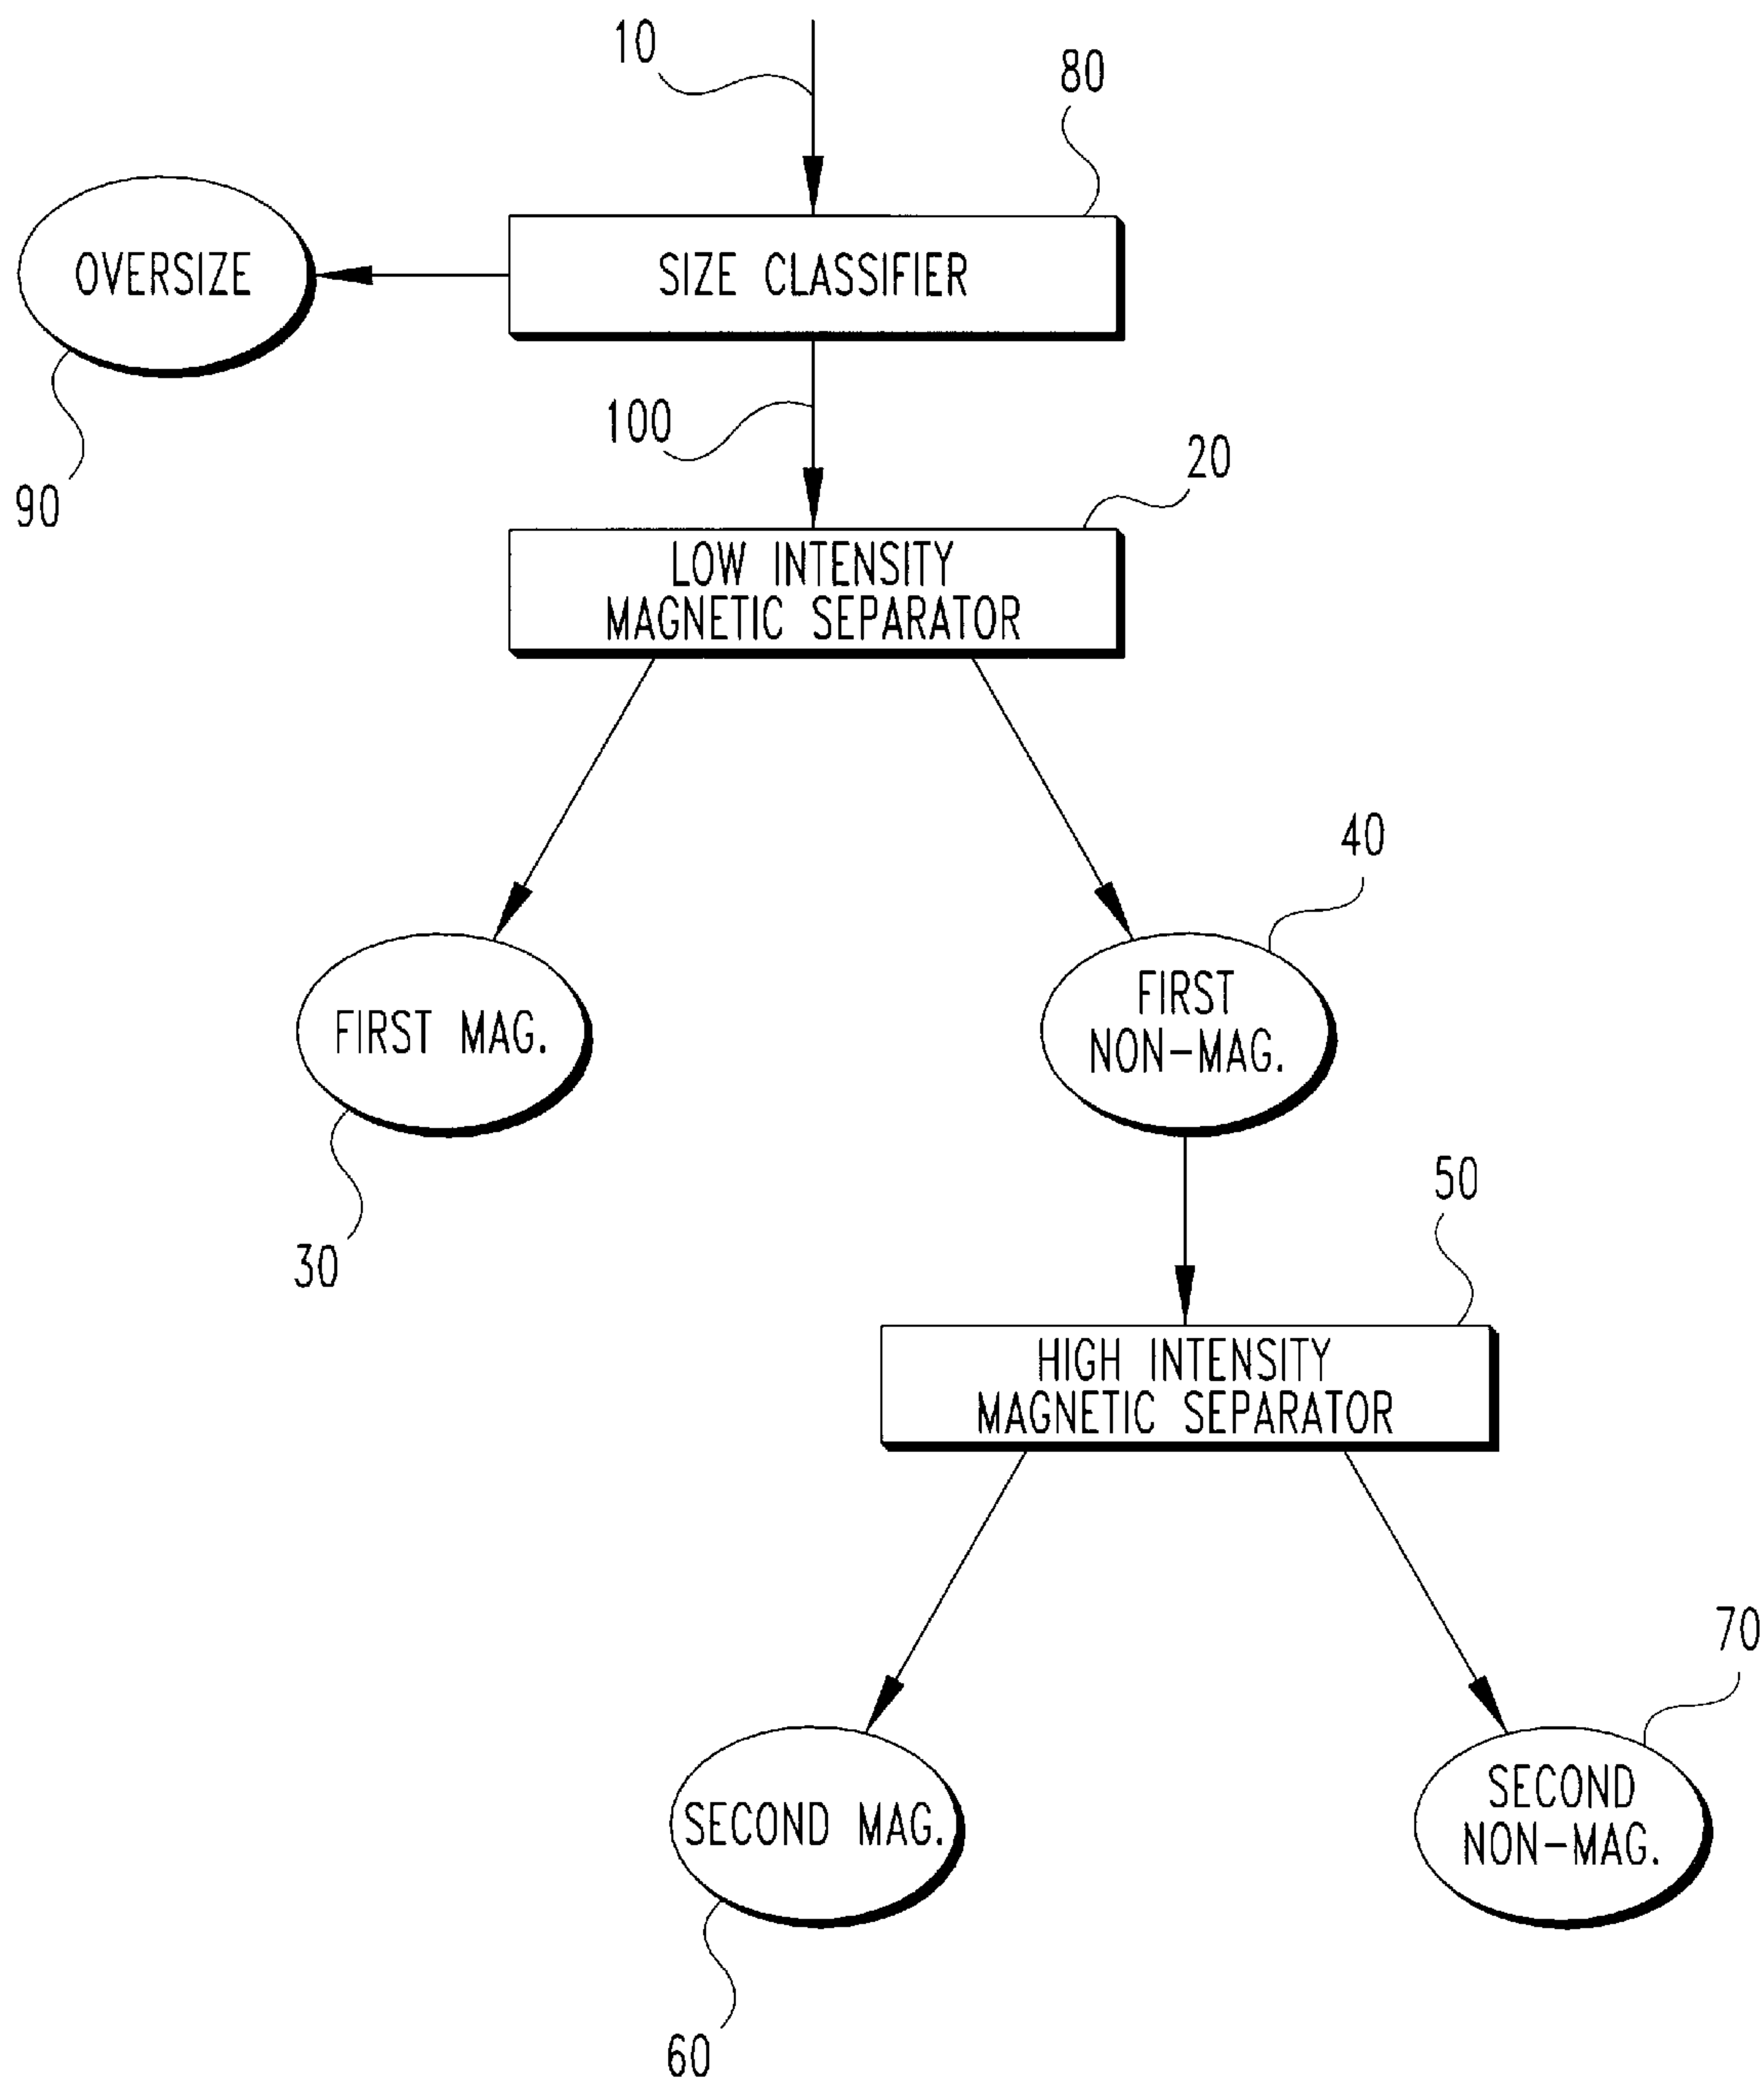 10
80
OVERSIZE
SIZE CLASSIFIER
100
20
90
LOW INTENSITY
MAGNETIC SEPARATOR
40
FIRST MAG.
FIRST
NON-MAG.
50
30
HIGH INTENSITY
MAGNETIC SEPARATOR
70
SECOND MAG.
SECOND
NON-MAG.
60